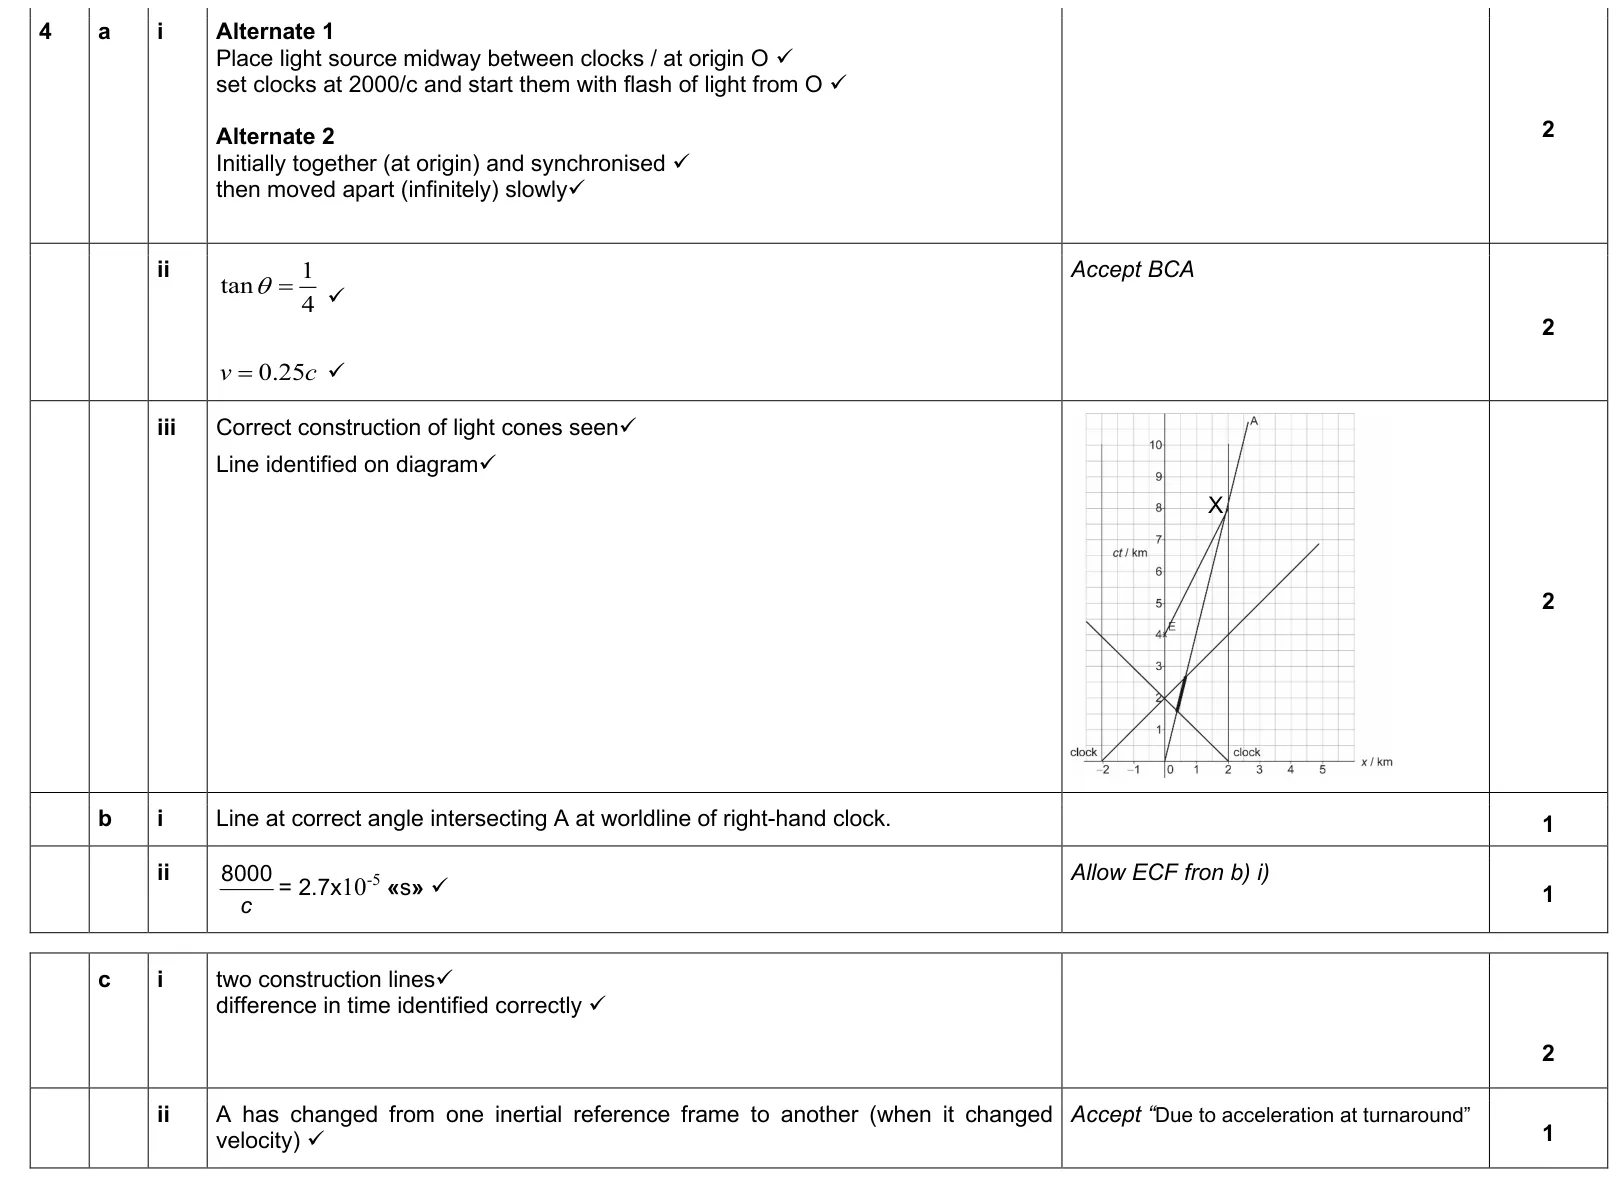 4 a i Alternate 1
Place light source midway between clocks / at origin O ✓
set clocks at 2000/c and start them with flash of light from O ✓
Alternate 2
Initially together (at origin) and synchronised ✓
then moved apart (infinitely) slowly✓
2
ii tan θ = 1/4 ✓
v = 0.25c ✓
Accept BCA
2
iii Correct construction of light cones seen✓
Line identified on diagram✓
A
10
9
X
8
7
ct / km
6
5
E
4
3
2
1
clock
clock
x / km
–2 –1 0 1 2 3 4 5
2
b i Line at correct angle intersecting A at worldline of right-hand clock.
1
ii 8000/c = 2.7x10⁻⁵ «s» ✓
Allow ECF fron b) i)
1
c i two construction lines✓
difference in time identified correctly ✓
2
ii A has changed from one inertial reference frame to another (when it changed
velocity) ✓
Accept “Due to acceleration at turnaround”
1